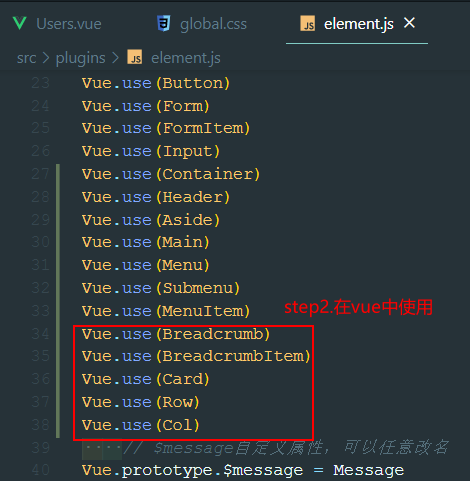 Users.vue global.css JS element.js ×
src > plugins > JS element.js
23 Vue.use(Button)
24 Vue.use(Form)
25 Vue.use(FormItem)
26 Vue.use(Input)
27 Vue.use(Container)
28 Vue.use(Header)
29 Vue.use(Aside)
30 Vue.use(Main)
31 Vue.use(Menu)
32 Vue.use(Submenu)
33 Vue.use(MenuItem)
step2.在vue中使用
34 Vue.use(Breadcrumb)
35 Vue.use(BreadcrumbItem)
36 Vue.use(Card)
37 Vue.use(Row)
38 Vue.use(Col)
39 ····// $message自定义属性，可以任意改名
40 Vue.prototype.$message = Message